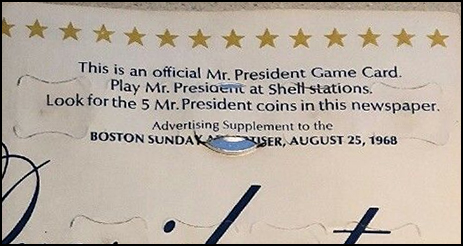 This is an official Mr. President Game Card.
Play Mr. President at Shell stations.
Look for the 5 Mr. President coins in this newspaper.
Advertising Supplement to the
BOSTON SUNDAY AUGUST 25, 1968